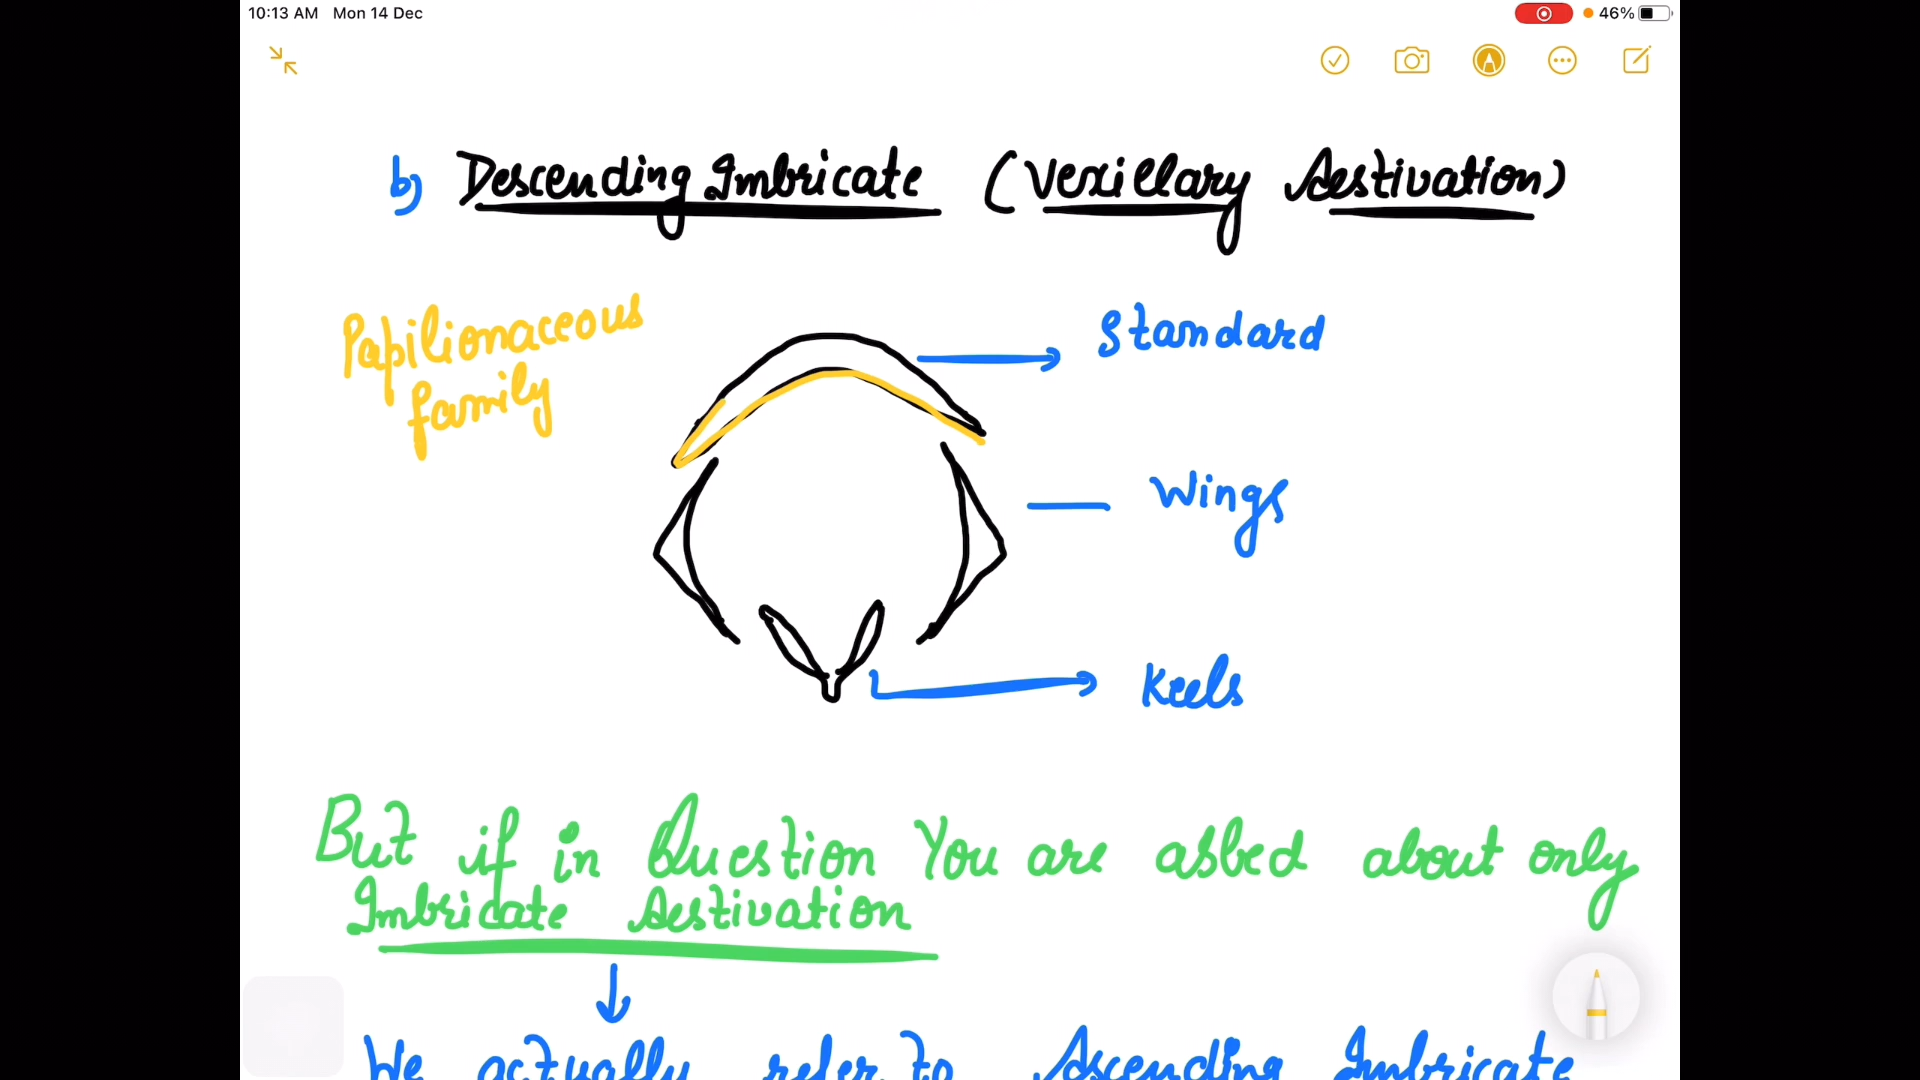 10:13 AM Mon 14 Dec 46%
b) Descending Imbricate (Vexillary Aestivation)
Papilionaceous
family
Standard
Wings
Keels
But if in Question You are asked about only
Imbricate Aestivation
We actually refer to Ascending Imbricate